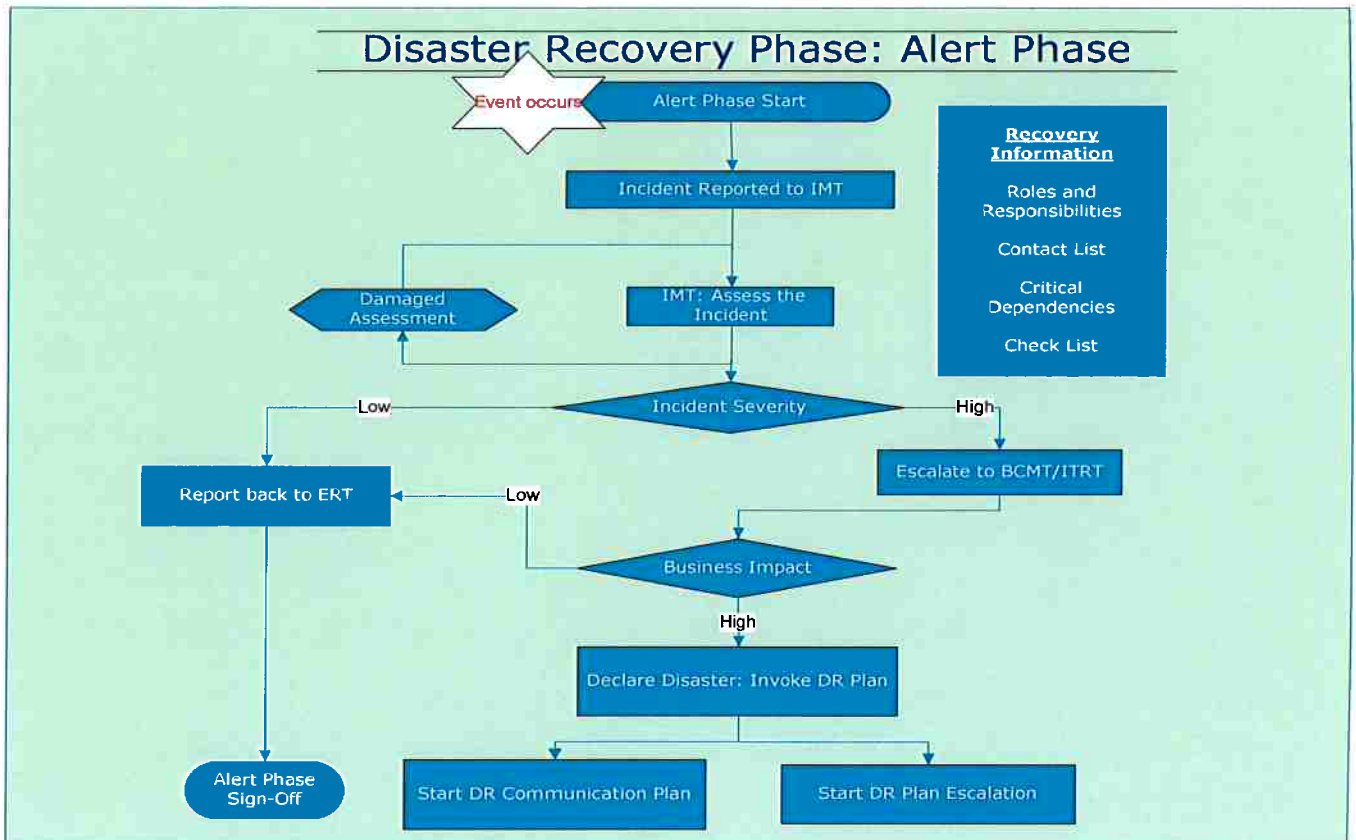 Disaster Recovery Phase: Alert Phase
Event occurs
Alert Phase Start
Recovery
Information
Roles and
Responsibilities
Contact List
Critical
Dependencies
Check List
Incident Reported to IMT
Damaged
Assessment
IMT: Assess the
Incident
Incident Severity
Low
High
Escalate to BCMT/ITRT
Report back to ERT
Low
Business Impact
High
Declare Disaster: Invoke DR Plan
Alert Phase
Sign-Off
Start DR Communication Plan
Start DR Plan Escalation